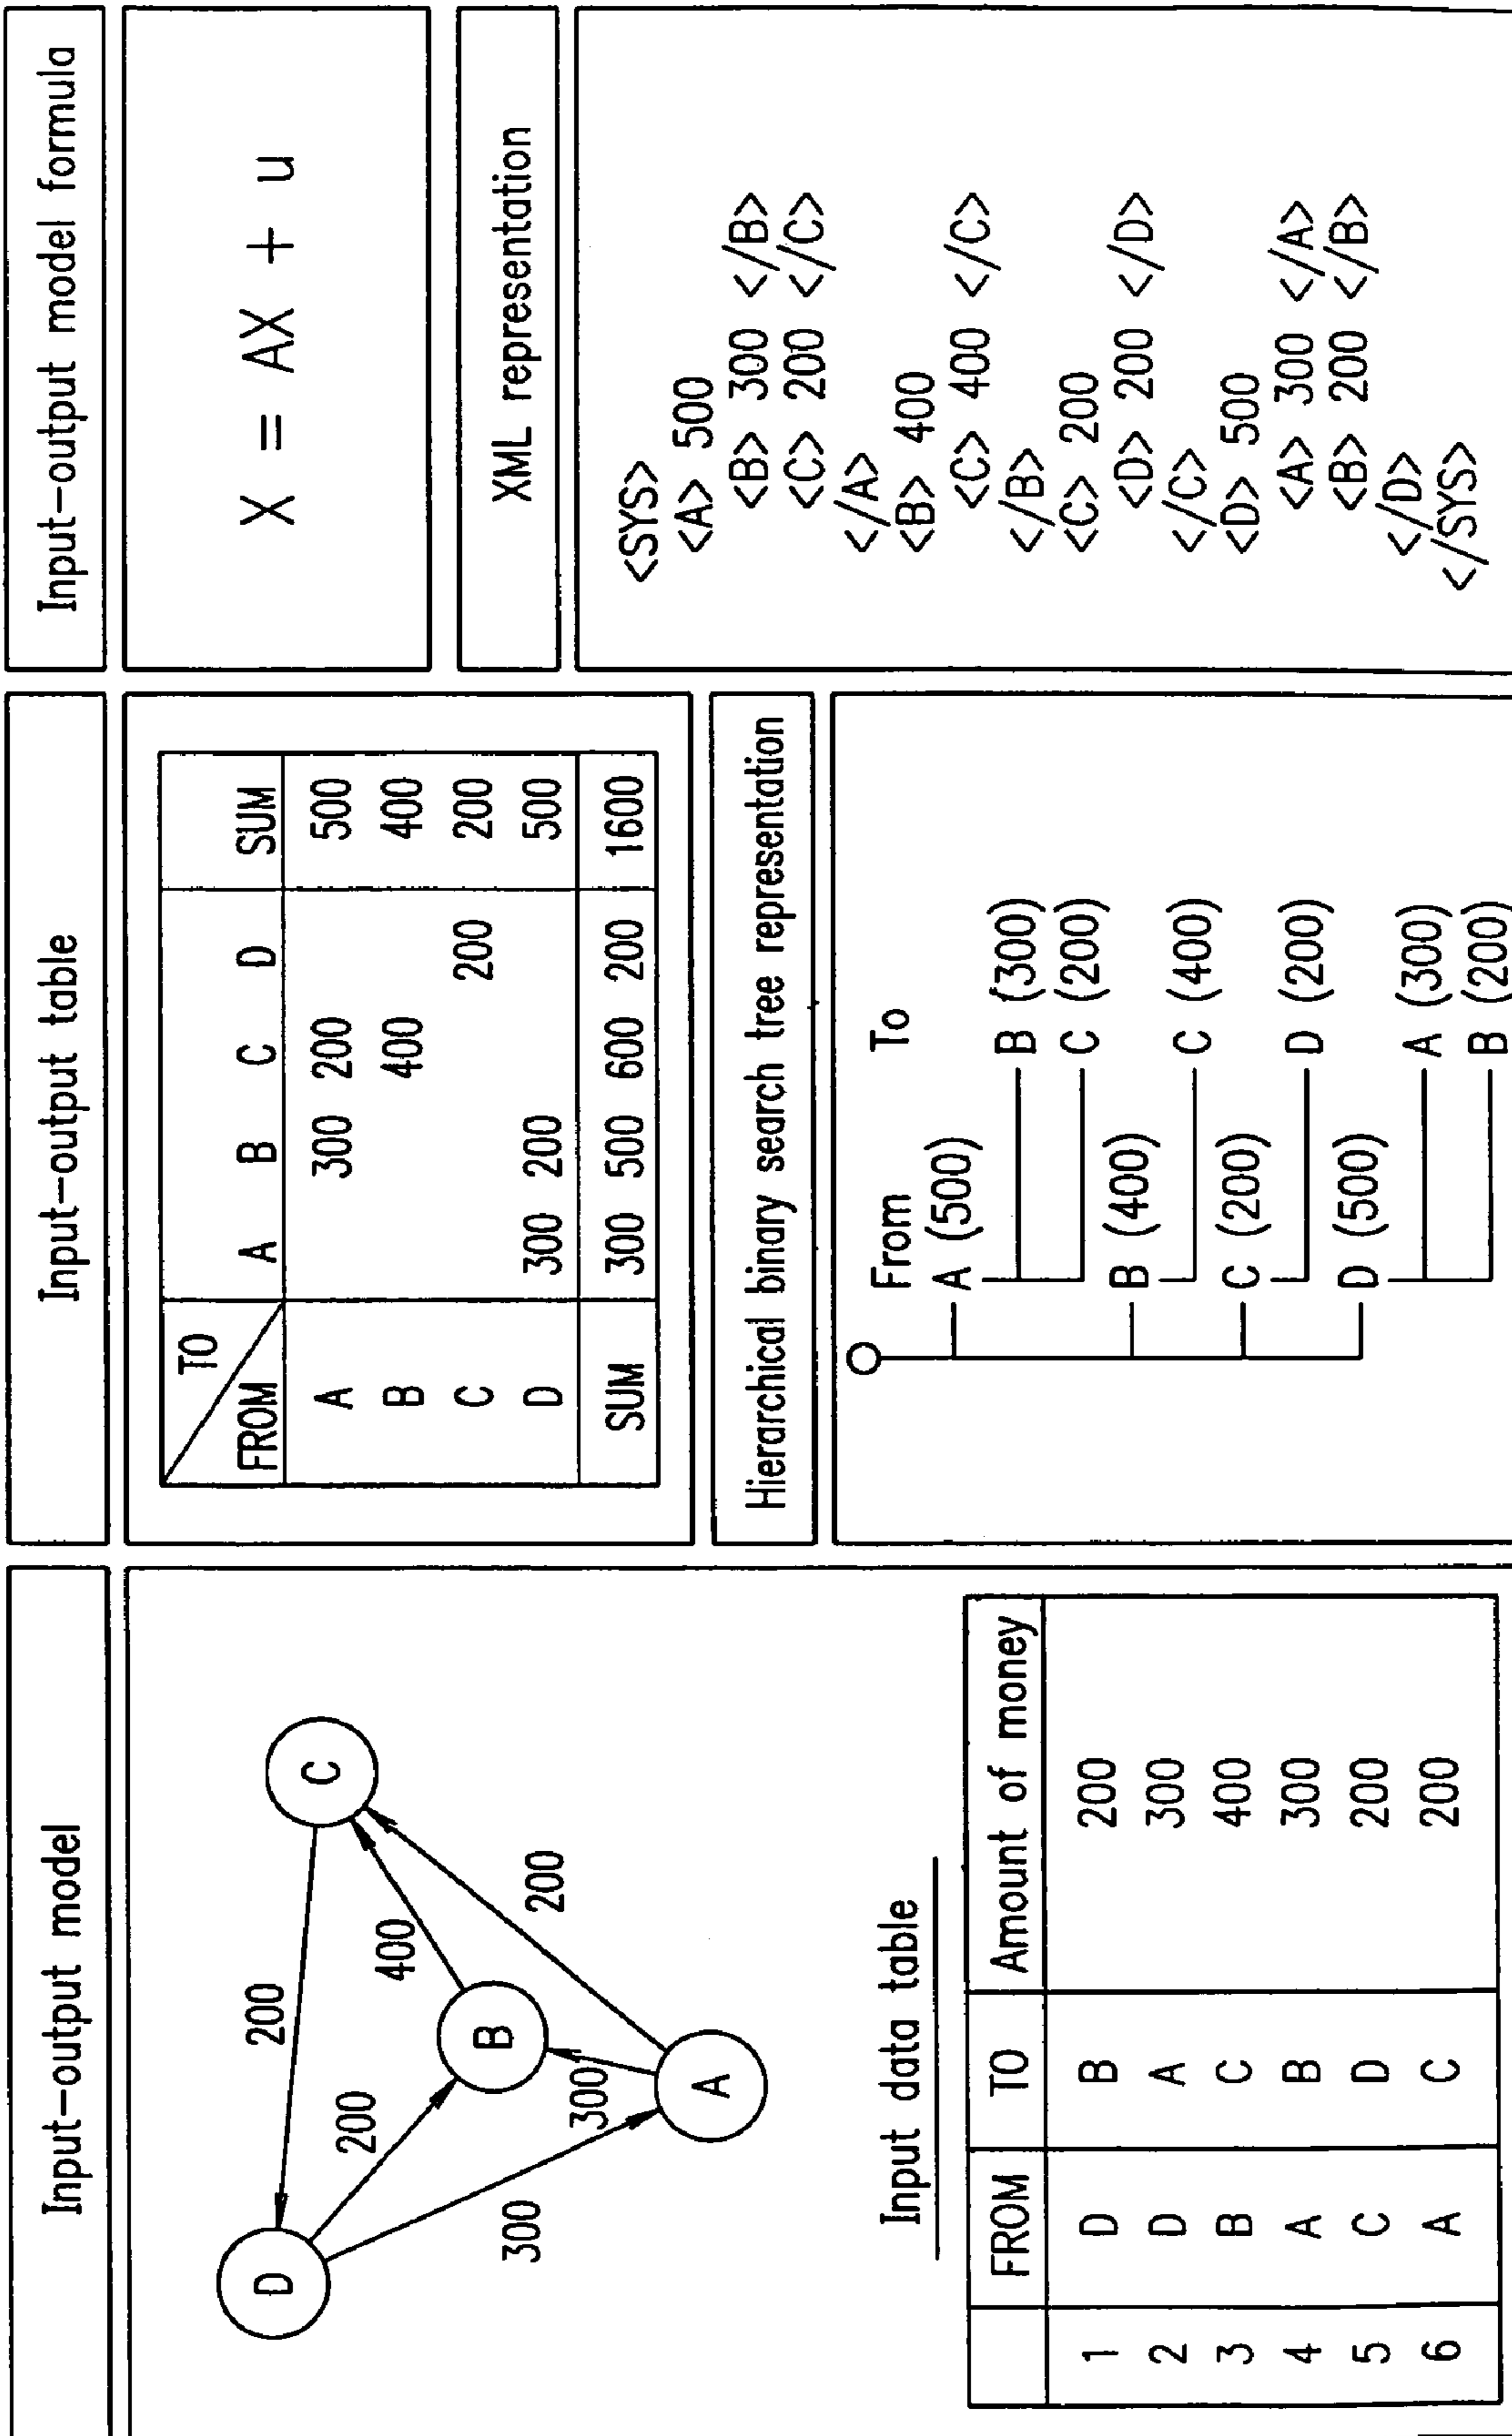 Input-output model
D
C
B
A
200
400
200
200
300
300
Input data table
FROM TO Amount of money
1 D B 200
2 D A 300
3 B C 400
4 A B 300
5 C D 200
6 A C 200
Input-output table
TO
FROM A B C D SUM
A 300 200 500
B 400 400
C 200 200
D 300 200 500
SUM 300 500 600 200 1600
Hierarchical binary search tree representation
From To
A (500)
B (300)
C (200)
B (400)
C (400)
C (200)
D (200)
D (500)
A (300)
B (200)
Input-output model formula
X = AX + u
XML representation
<SYS>
<A> 500
<B> 300 </B>
<C> 200 </C>
</A>
<B> 400
<C> 400 </C>
</B>
<C> 200
<D> 200 </D>
</C>
<D> 500
<A> 300 </A>
<B> 200 </B>
</D>
</SYS>